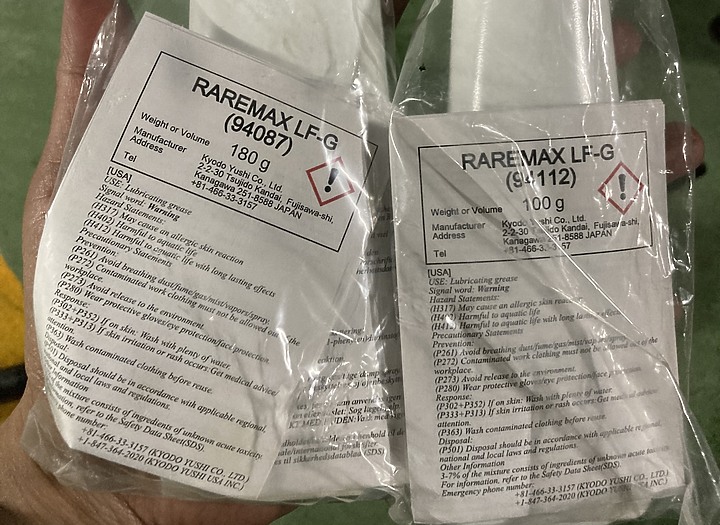 RAREMAX LF-G
(94087)
Weight or Volume 180 g
Manufacturer Kyodo Yushi Co., Ltd.
Address 2-2-30 Tsujido Kandai, Fujisawa-shi,
Kanagawa 251-8588 JAPAN
Tel +81-466-33-3157
[USA]
USE: Lubricating grease
Signal word: Warning
Hazard Statements:
(H317) May cause an allergic skin reaction
(H402) Harmful to aquatic life
(H412) Harmful to aquatic life with long lasting effects
Precautionary Statements
Prevention:
(P261) Avoid breathing dust/fume/gas/mist/vapors/spray
(P272) Contaminated work clothing must not be allowed out of the
workplace.
(P273) Avoid release to the environment.
(P280) Wear protective gloves/eye protection/face protection.
Response:
(P302+P352) If on skin: Wash with plenty of water.
(P333+P313) If skin irritation or rash occurs: Get medical advice/
attention.
Wash contaminated clothing before reuse.
Disposal should be in accordance with applicable regional,
and local laws and regulations.
mixture consists of ingredients of unknown acute toxicity.
refer to the Safety Data Sheet(SDS).
phone number:
+81-466-33-3157 (KYODO YUSHI CO., LTD.)
+1-847-364-2020 (KYODO YUSHI USA INC)
RAREMAX LF-G
(94112)
Weight or Volume 100 g
Manufacturer Kyodo Yushi Co., Ltd.
Address 2-2-30 Tsujido Kandai, Fujisawa-shi,
Kanagawa 251-8588 JAPAN
Tel
[USA]
USE: Lubricating grease
Signal word: Warning
Hazard Statements:
(H317) May cause an allergic skin reaction
(H402) Harmful to aquatic life
(H412) Harmful to aquatic life with long lasting effects
Precautionary Statements
Prevention:
(P261) Avoid breathing dust/fume/gas/mist/vapors/spray
(P272) Contaminated work clothing must not be allowed out of the
workplace.
(P273) Avoid release to the environment.
(P280) Wear protective gloves/eye protection/face protection.
Response:
(P302+P352) If on skin: Wash with plenty of water.
(P333+P313) If skin irritation or rash occurs: Get medical advice/
attention.
(P363) Wash contaminated clothing before reuse.
Disposal:
(P501) Disposal should be in accordance with applicable regional,
national and local laws and regulations.
Other Information
3-7% of the mixture consists of ingredients of unknown acute toxicity.
For information, refer to the Safety Data Sheet(SDS).
Emergency phone number:
+81-466-33-3157 (KYODO YUSHI CO., LTD.)
+1-847-364-2020 (KYODO YUSHI USA INC)